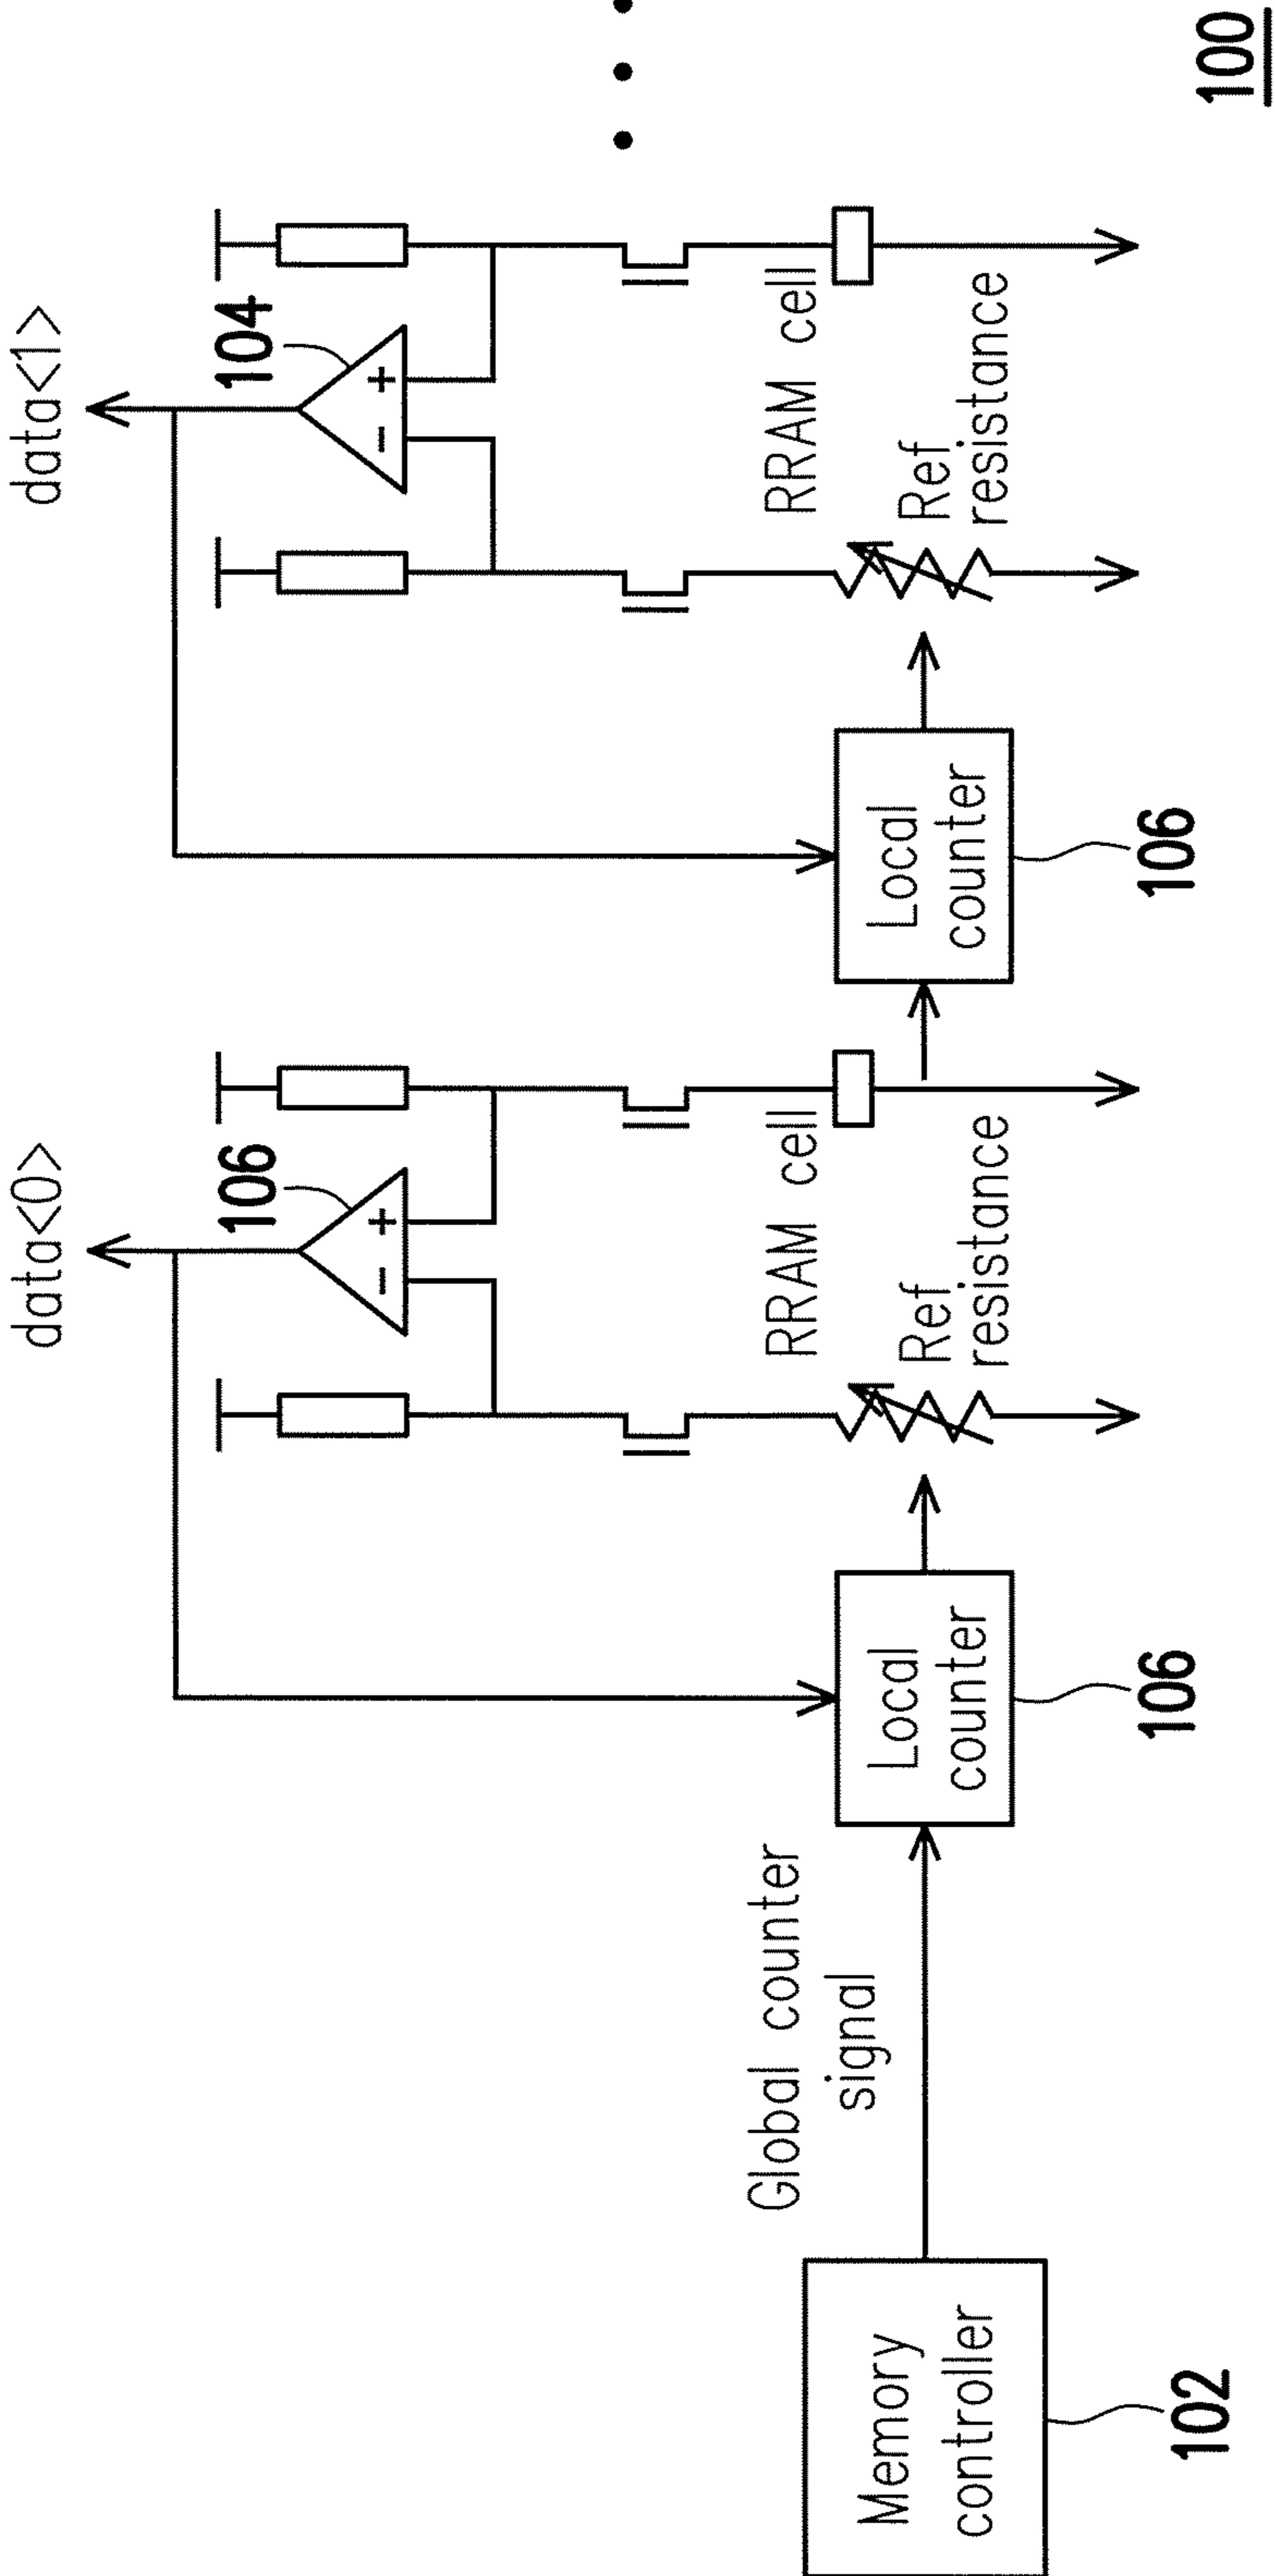 data<0>
data<1>
106
104
RRAM cell
RRAM cell
Ref
resistance
Ref
resistance
Global counter
signal
Memory
controller
Local
counter
Local
counter
102
106
106
100
- +
- +